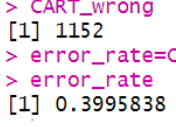 > CART_wrong
[1] 1152
> error_rate=C
> error_rate
[1] 0.3995838